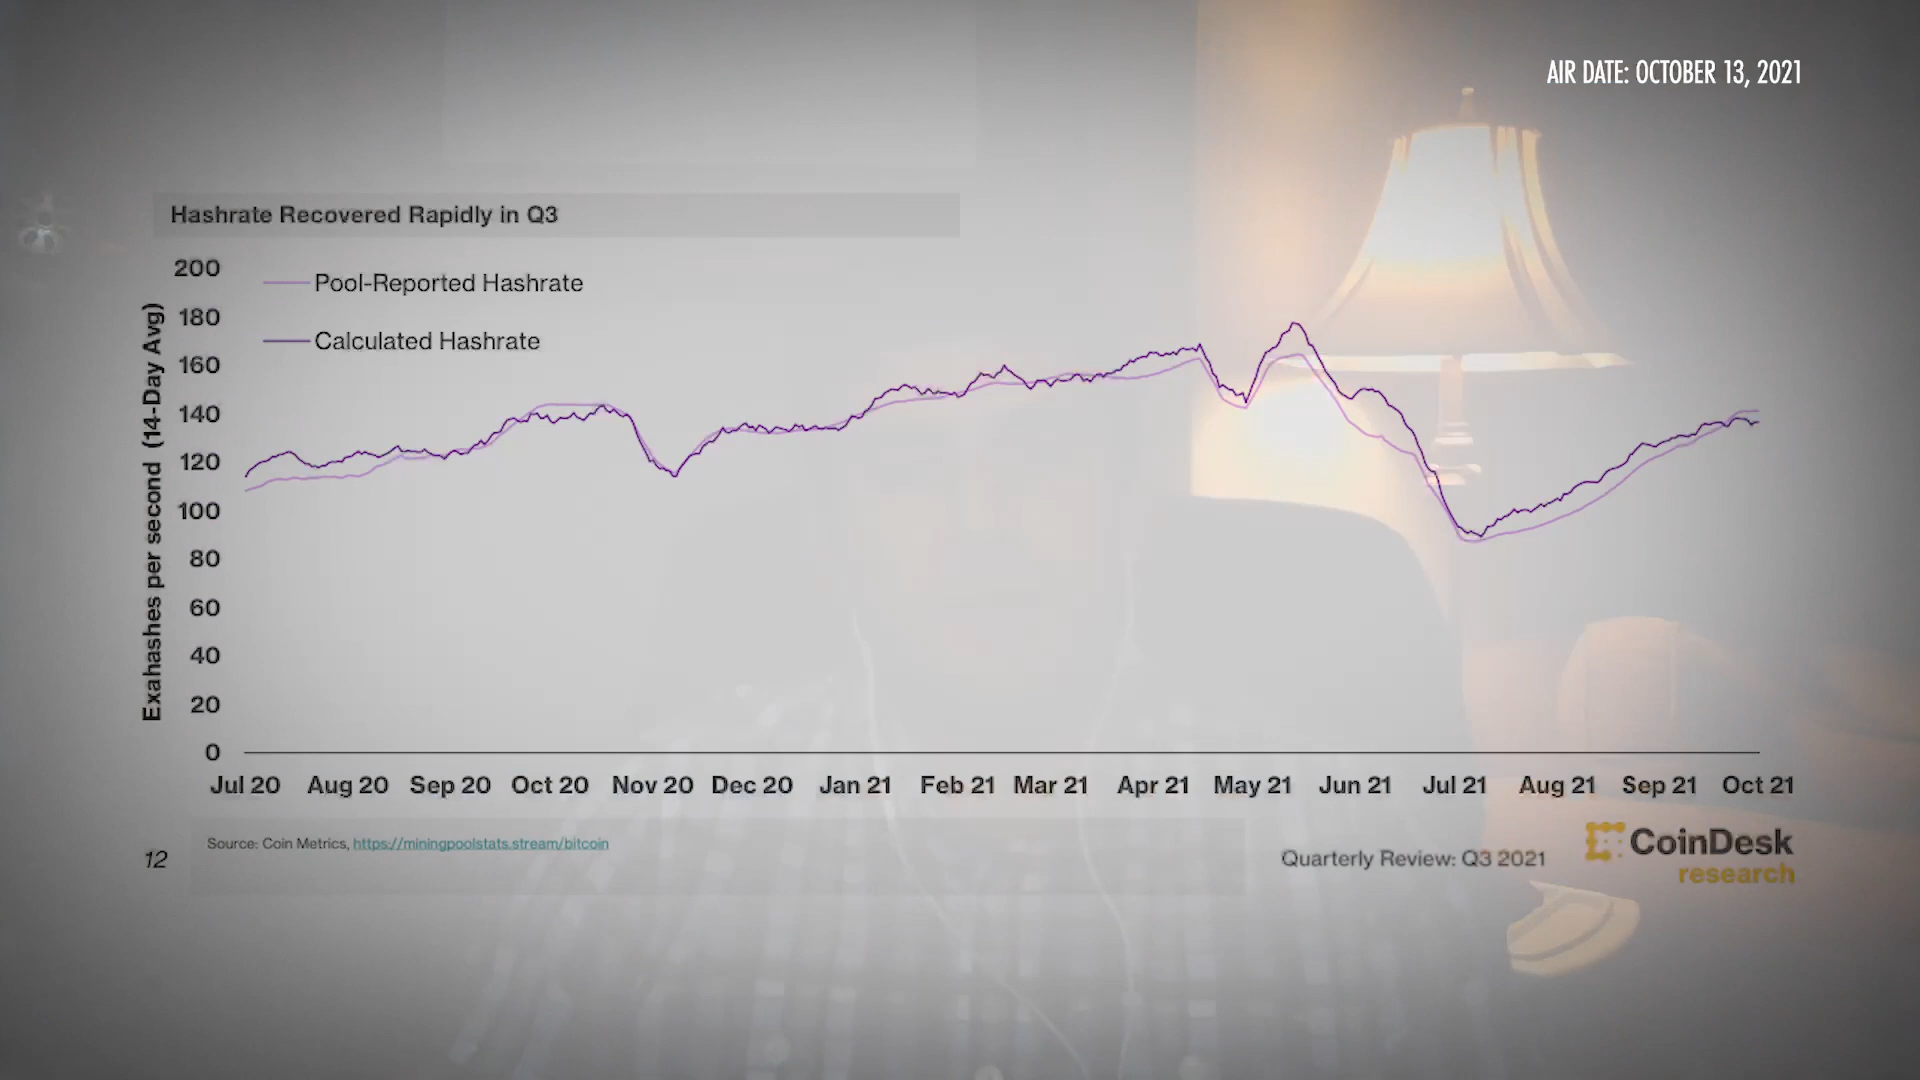 AIR DATE: OCTOBER 13, 2021
Hashrate Recovered Rapidly in Q3
Exahashes per second (14-Day Avg)
200
180
160
140
120
100
80
60
40
20
0
Pool-Reported Hashrate
Calculated Hashrate
Jul 20 Aug 20 Sep 20 Oct 20 Nov 20 Dec 20 Jan 21 Feb 21 Mar 21 Apr 21 May 21 Jun 21 Jul 21 Aug 21 Sep 21 Oct 21
Source: Coin Metrics, https://miningpoolstats.stream/bitcoin
12
Quarterly Review: Q3 2021
CoinDesk
research